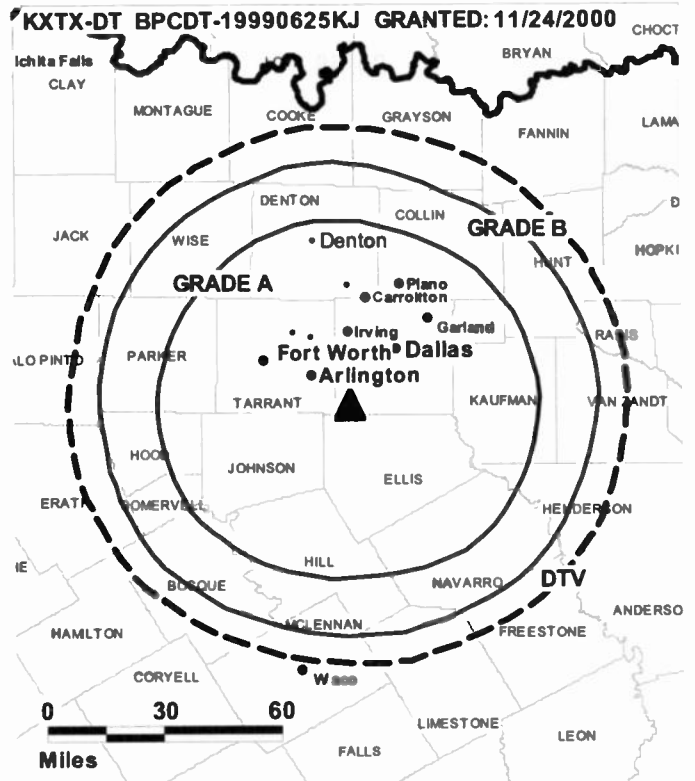 KXTX-DT BPCDT-19990625KJ GRANTED: 11/24/2000
CHOCT
BRYAN
Ichita Falls
CLAY
MONTAGUE
COOKE
GRAYSON
FANNIN
LAMA
DENTON
COLLIN
GRADE B
JACK
WISE
Denton
HUNT
HOPKI
D
GRADE A
Plano
Carrollton
Irving
Garland
RAINS
ALO PINTO
PARKER
Fort Worth
Dallas
Arlington
TARRANT
KAUFMAN
VAN ZANDT
HOOD
JOHNSON
ELLIS
ERATH
SOMERVELL
HENDERSON
HILL
IE
BOSQUE
NAVARRO
DTV
MCLENNAN
ANDERSO
HAMILTON
FREESTONE
CORYELL
Waco
0 30 60
LIMESTONE
LEON
Miles
FALLS